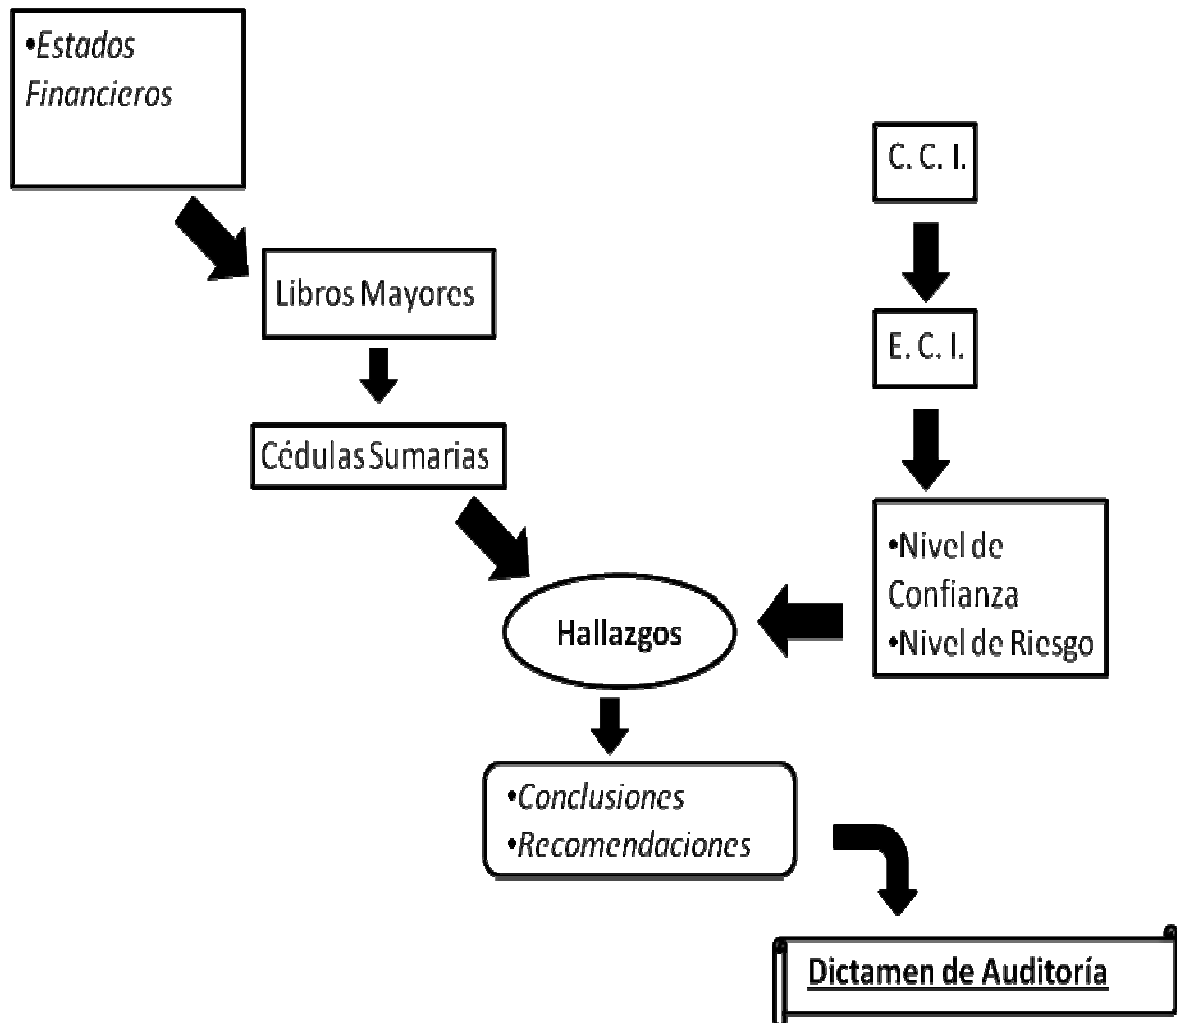 •Estados
Financieros
C. C. I.
Libros Mayores
E. C. I.
Cédulas Sumarias
•Nivel de
Confianza
•Nivel de Riesgo
Hallazgos
•Conclusiones
•Recomendaciones
Dictamen de Auditoría